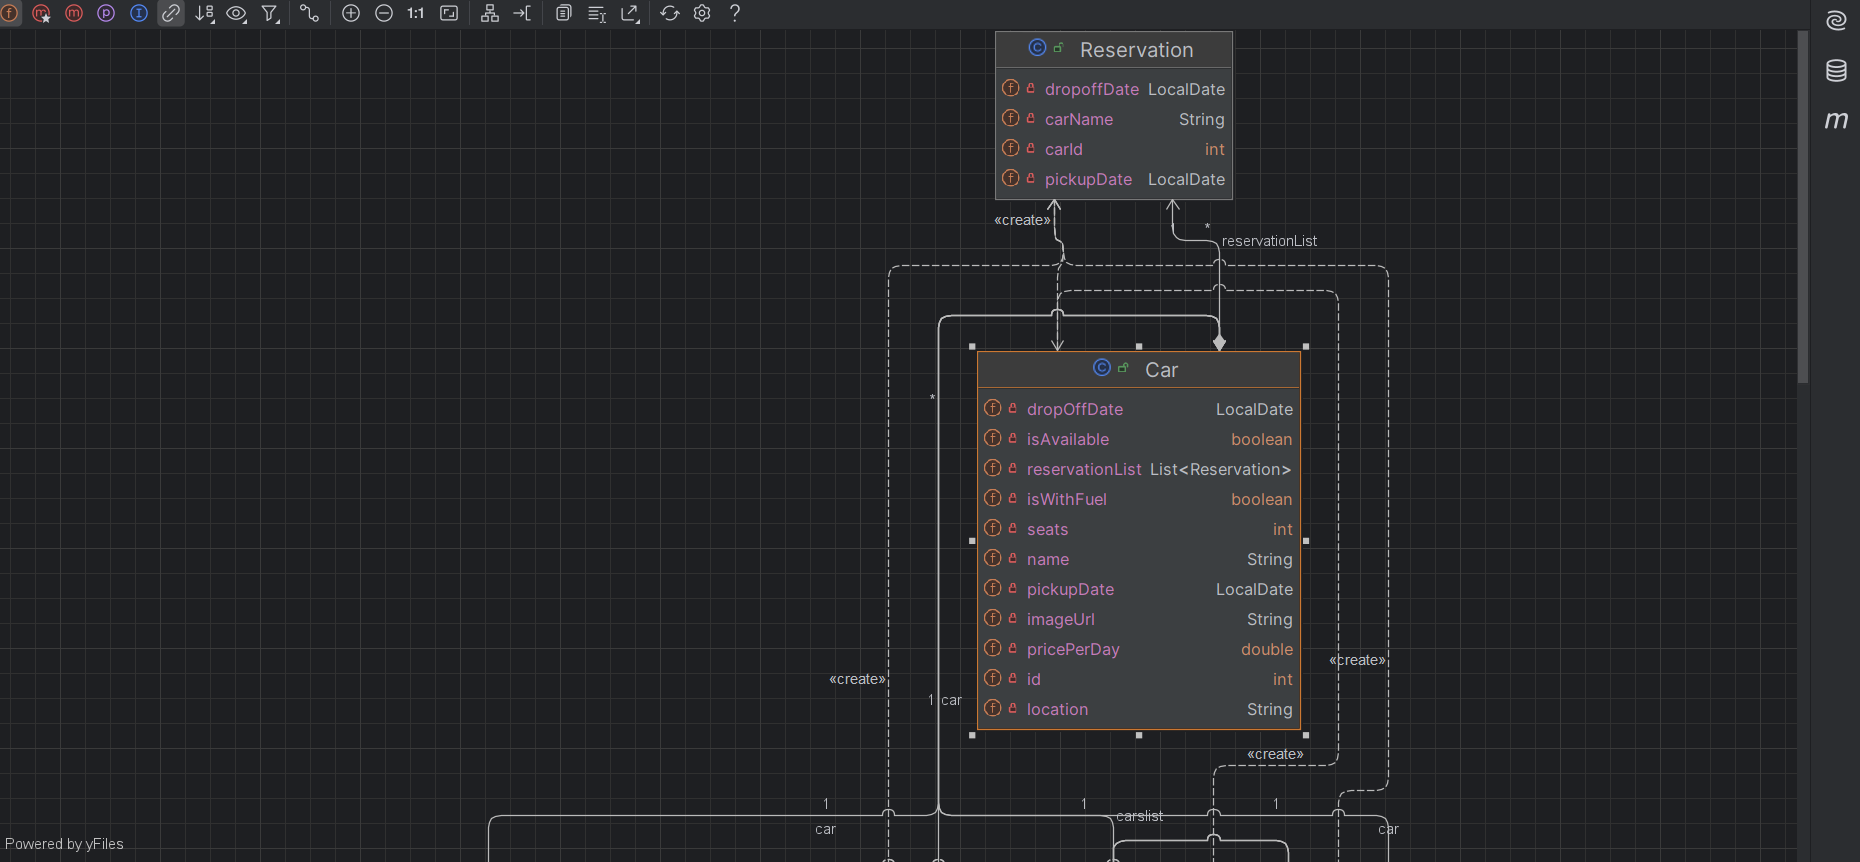 1:1
Reservation
dropoffDate LocalDate
carName String
carId int
pickupDate LocalDate
«create»
*
reservationList
Car
dropOffDate LocalDate
*
isAvailable boolean
reservationList List<Reservation>
isWithFuel boolean
seats int
name String
pickupDate LocalDate
imageUrl String
pricePerDay double
«create»
«create»
id int
1 car
location String
«create»
1
1
1
carslist
car
car
Powered by yFiles